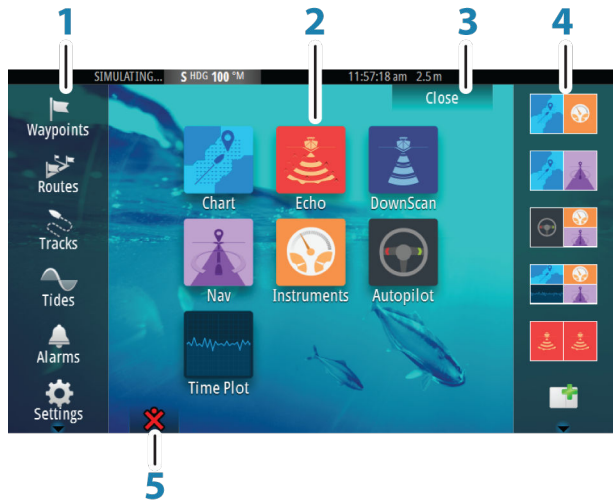 1
2
3
4
SIMULATING... S HDG 100 °M 11:57:18 am 2.5 m
Close
Waypoints
Routes
Tracks
Tides
Alarms
Settings
Chart
Echo
DownScan
Nav
Instruments
Autopilot
Time Plot
5